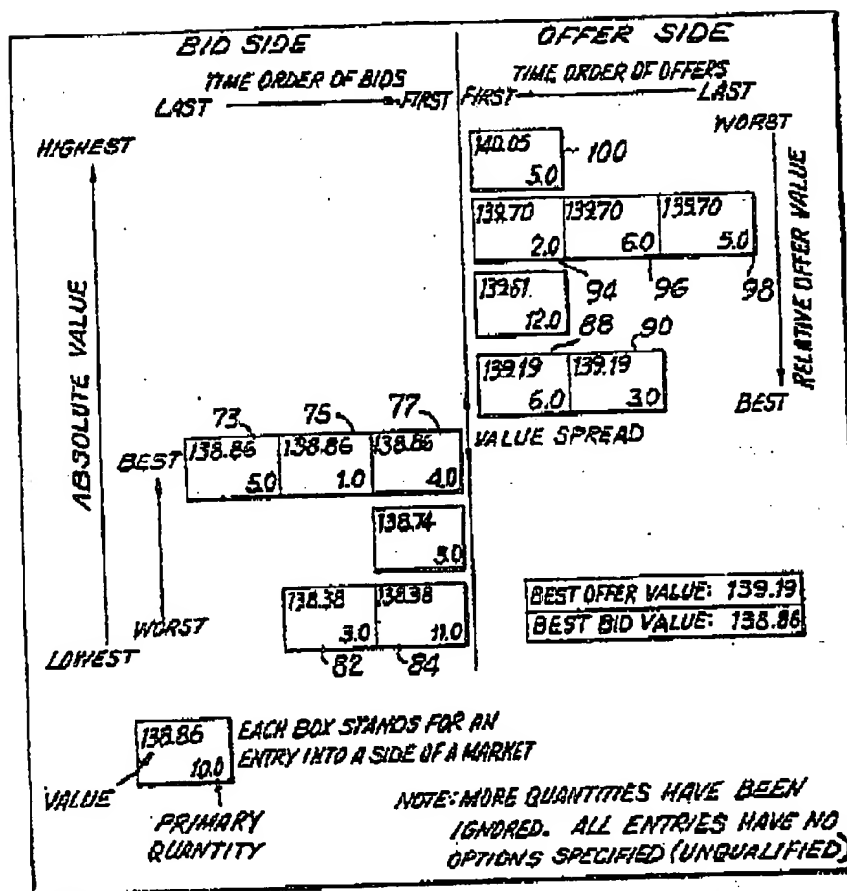 BID SIDE
OFFER SIDE
TIME ORDER OF BIDS
LAST FIRST
TIME ORDER OF OFFERS
FIRST LAST
HIGHEST
WORST
140.05
5.0
100
139.70 139.70 139.70
2.0 6.0 5.0
94 96 98
139.61
12.0
88 90
139.19 139.19
6.0 3.0
RELATIVE OFFER VALUE
BEST
ABSOLUTE VALUE
73 75 77
VALUE SPREAD
BEST
138.86 138.86 138.86
5.0 1.0 4.0
138.74
138.38 138.38
3.0 11.0
82 84
WORST
LOWEST
BEST OFFER VALUE: 139.19
BEST BID VALUE: 138.86
138.86
10.0
EACH BOX STANDS FOR AN
ENTRY INTO A SIDE OF A MARKET
VALUE
PRIMARY
QUANTITY
NOTE: MORE QUANTITIES HAVE BEEN
IGNORED. ALL ENTRIES HAVE NO
OPTIONS SPECIFIED (UNQUALIFIED)